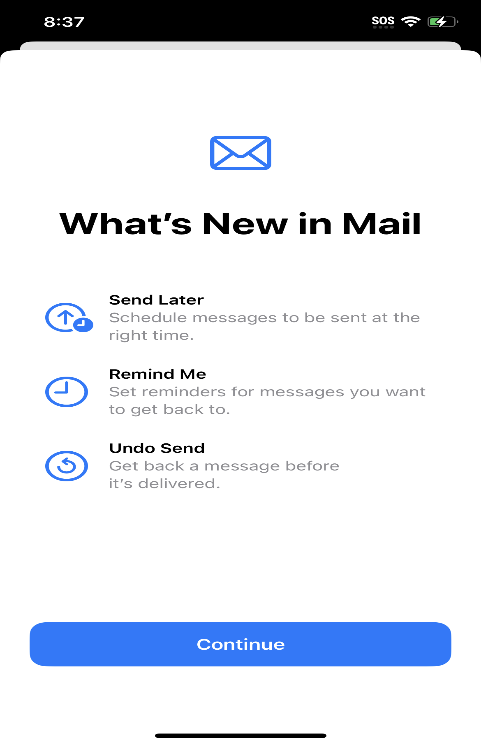 8:37 SOS
What's New in Mail
Send Later
Schedule messages to be sent at the
right time.
Remind Me
Set reminders for messages you want
to get back to.
Undo Send
Get back a message before
it's delivered.
Continue